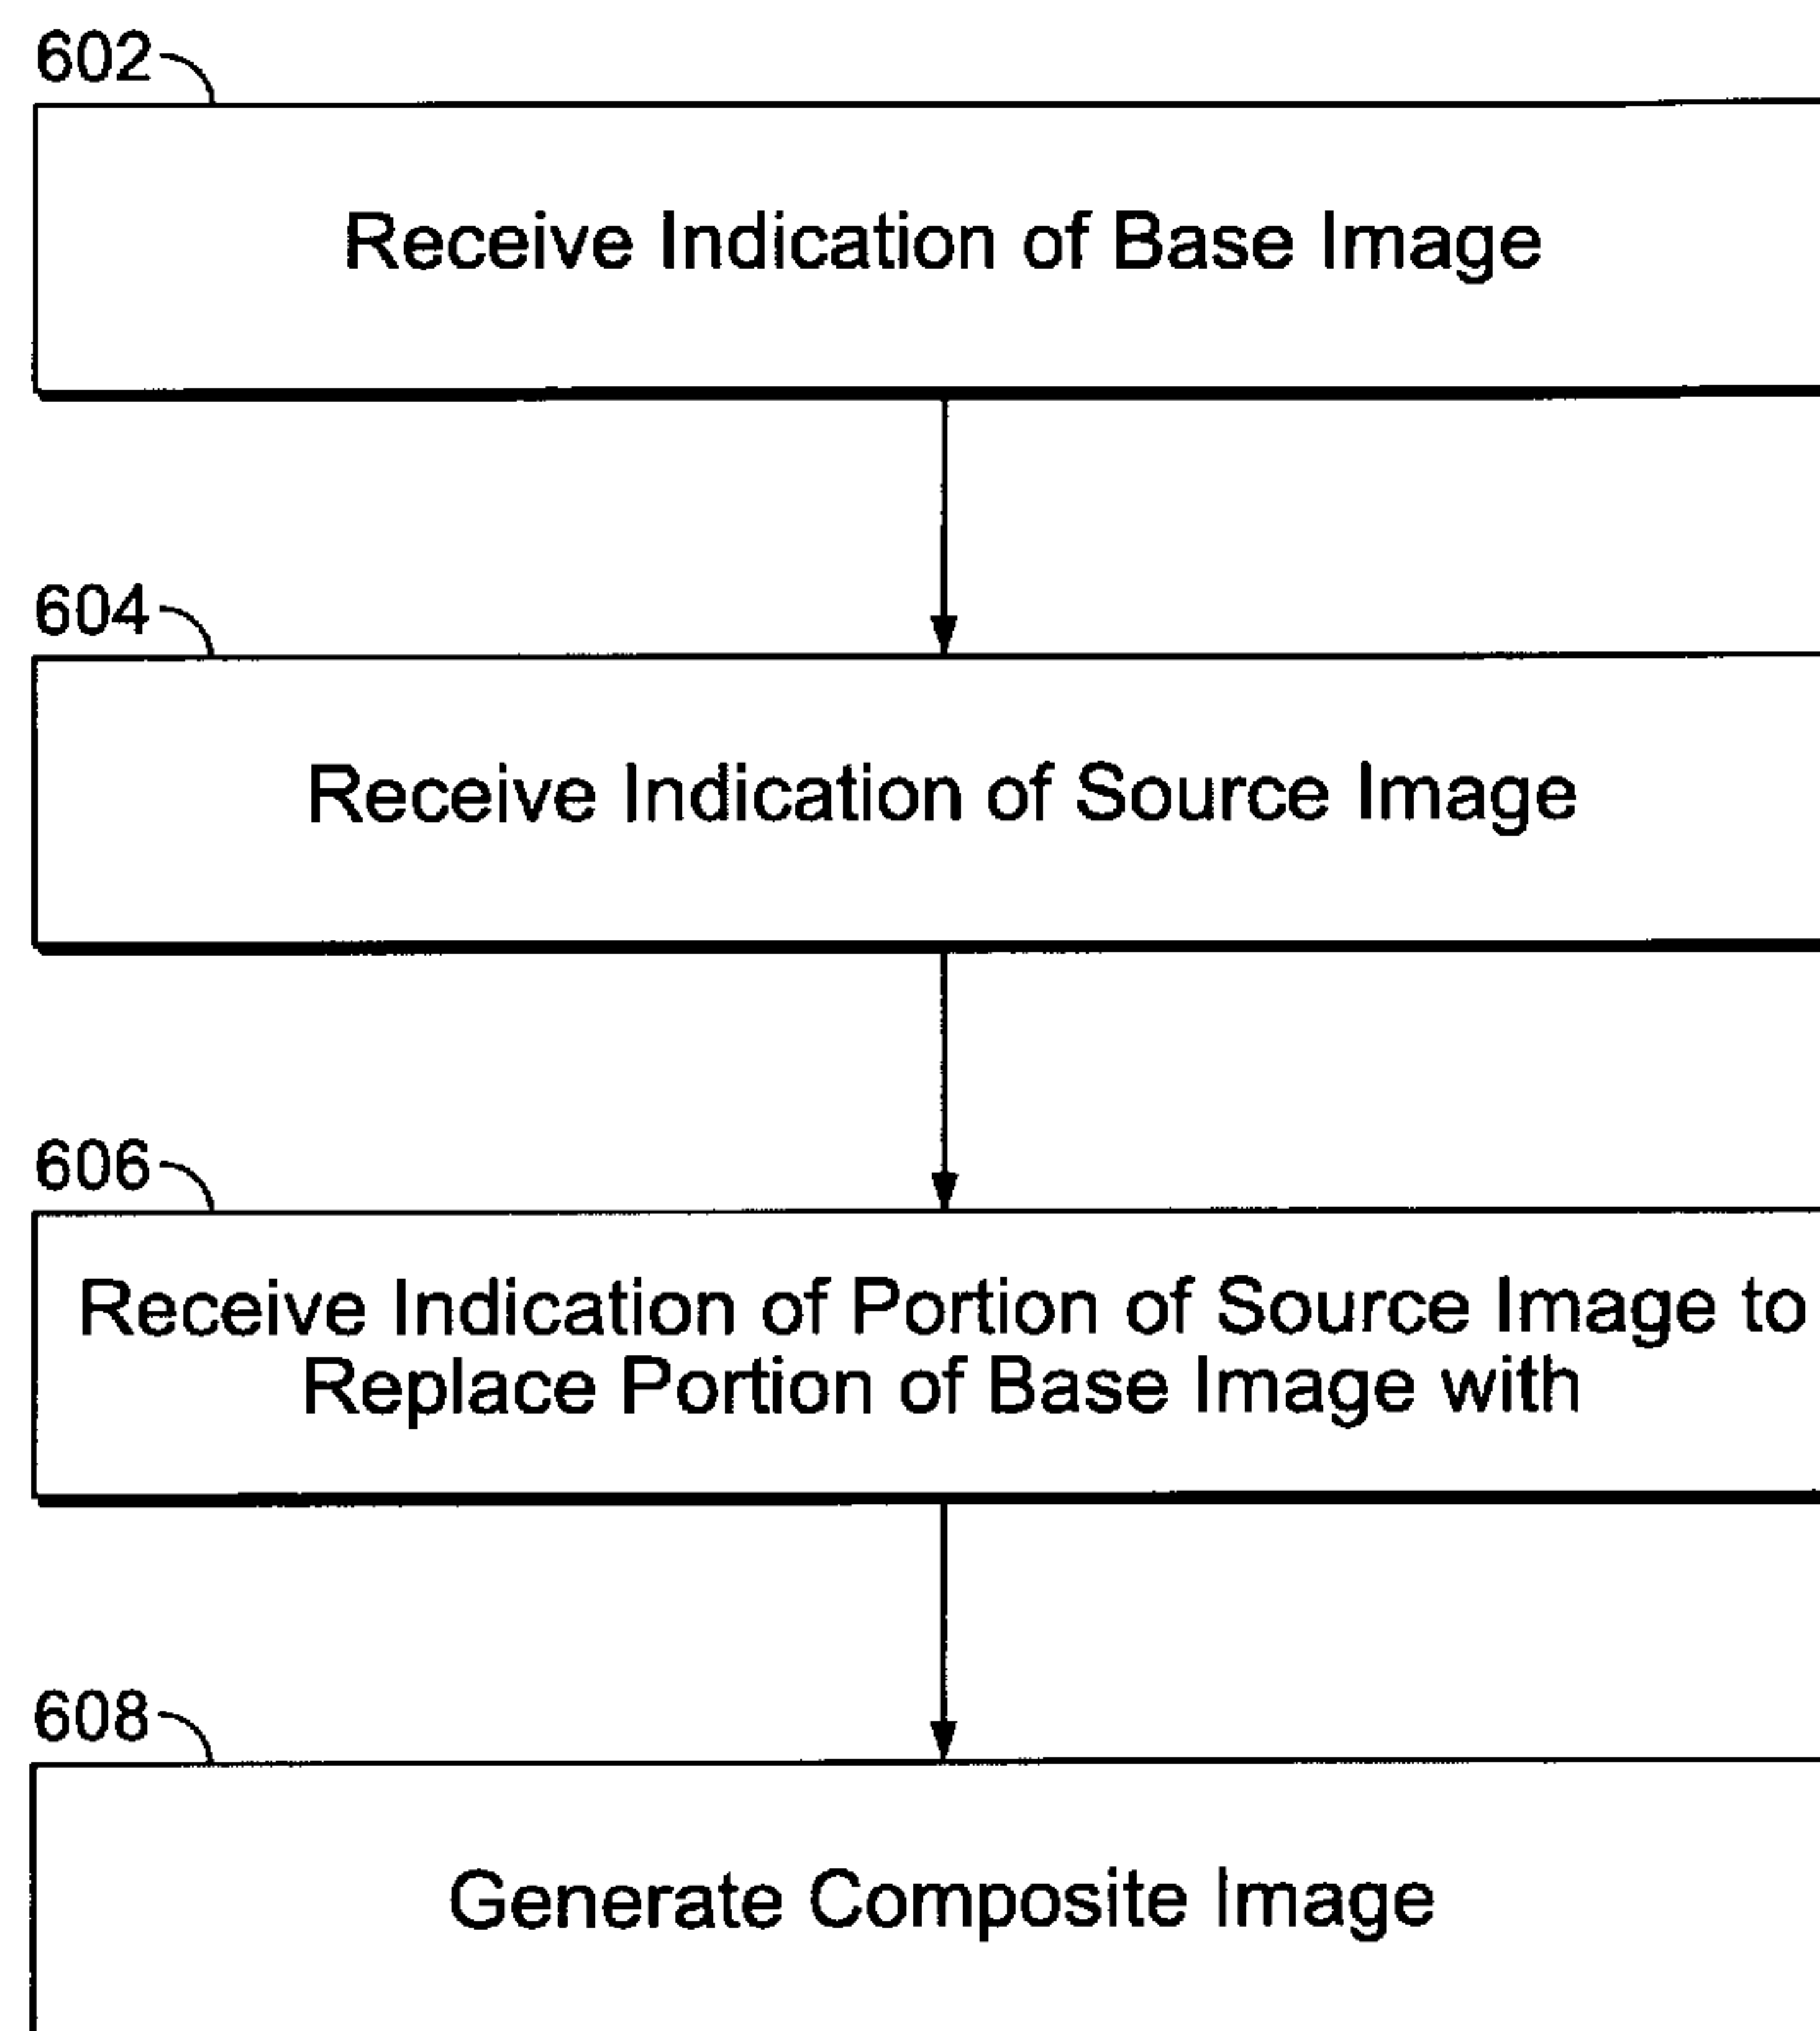 602
Receive Indication of Base Image
604
Receive Indication of Source Image
606
Receive Indication of Portion of Source Image to
Replace Portion of Base Image with
608
Generate Composite Image